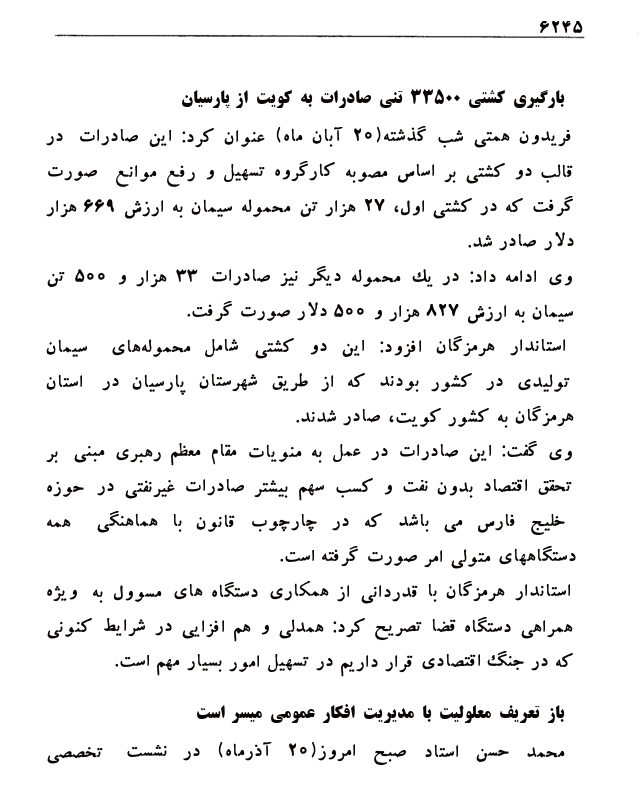 ۶۲۴۵
بارگیری کشتی ۳۳۵۰۰ تنی صادرات به کویت از پارسیان
فریدون همتی شب گذشته(۲۰ آبان ماه) عنوان کرد: این صادرات در
قالب دو کشتی بر اساس مصوبه کارگروه تسهیل و رفع موانع صورت
گرفت که در کشتی اول، ۲۷ هزار تن محموله سیمان به ارزش ۶۶۹ هزار
دلار صادر شد.
وی ادامه داد: در یك محموله دیگر نیز صادرات ۳۳ هزار و ۵۰۰ تن
سیمان به ارزش ۸۲۷ هزار و ۵۰۰ دلار صورت گرفت.
استاندار هرمزگان افزود: این دو کشتی شامل محموله‌های سیمان
تولیدی در کشور بودند که از طریق شهرستان پارسیان در استان
هرمزگان به کشور کویت، صادر شدند.
وی گفت: این صادرات در عمل به منویات مقام معظم رهبری مبنی بر
تحقق اقتصاد بدون نفت و کسب سهم بیشتر صادرات غیرنفتی در حوزه
خلیج فارس می باشد که در چارچوب قانون با هماهنگی همه
دستگاههای متولی امر صورت گرفته است.
استاندار هرمزگان با قدردانی از همکاری دستگاه های مسوول به ویژه
همراهی دستگاه قضا تصریح کرد: همدلی و هم افزایی در شرایط کنونی
که در جنگ اقتصادی قرار داریم در تسهیل امور بسیار مهم است.
باز تعریف معلولیت با مدیریت افکار عمومی میسر است
محمد حسن استاد صبح امروز(۲۰ آذرماه) در نشست تخصصی